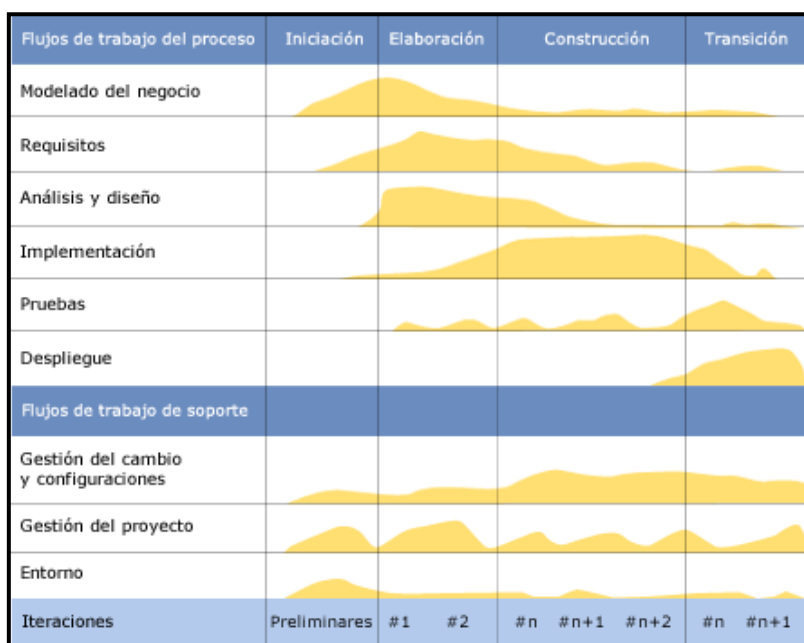 Flujos de trabajo del proceso Iniciación Elaboración Construcción Transición
Modelado del negocio
Requisitos
Análisis y diseño
Implementación
Pruebas
Despliegue
Flujos de trabajo de soporte
Gestión del cambio
y configuraciones
Gestión del proyecto
Entorno
Iteraciones Preliminares #1 #2 #n #n+1 #n+2 #n #n+1